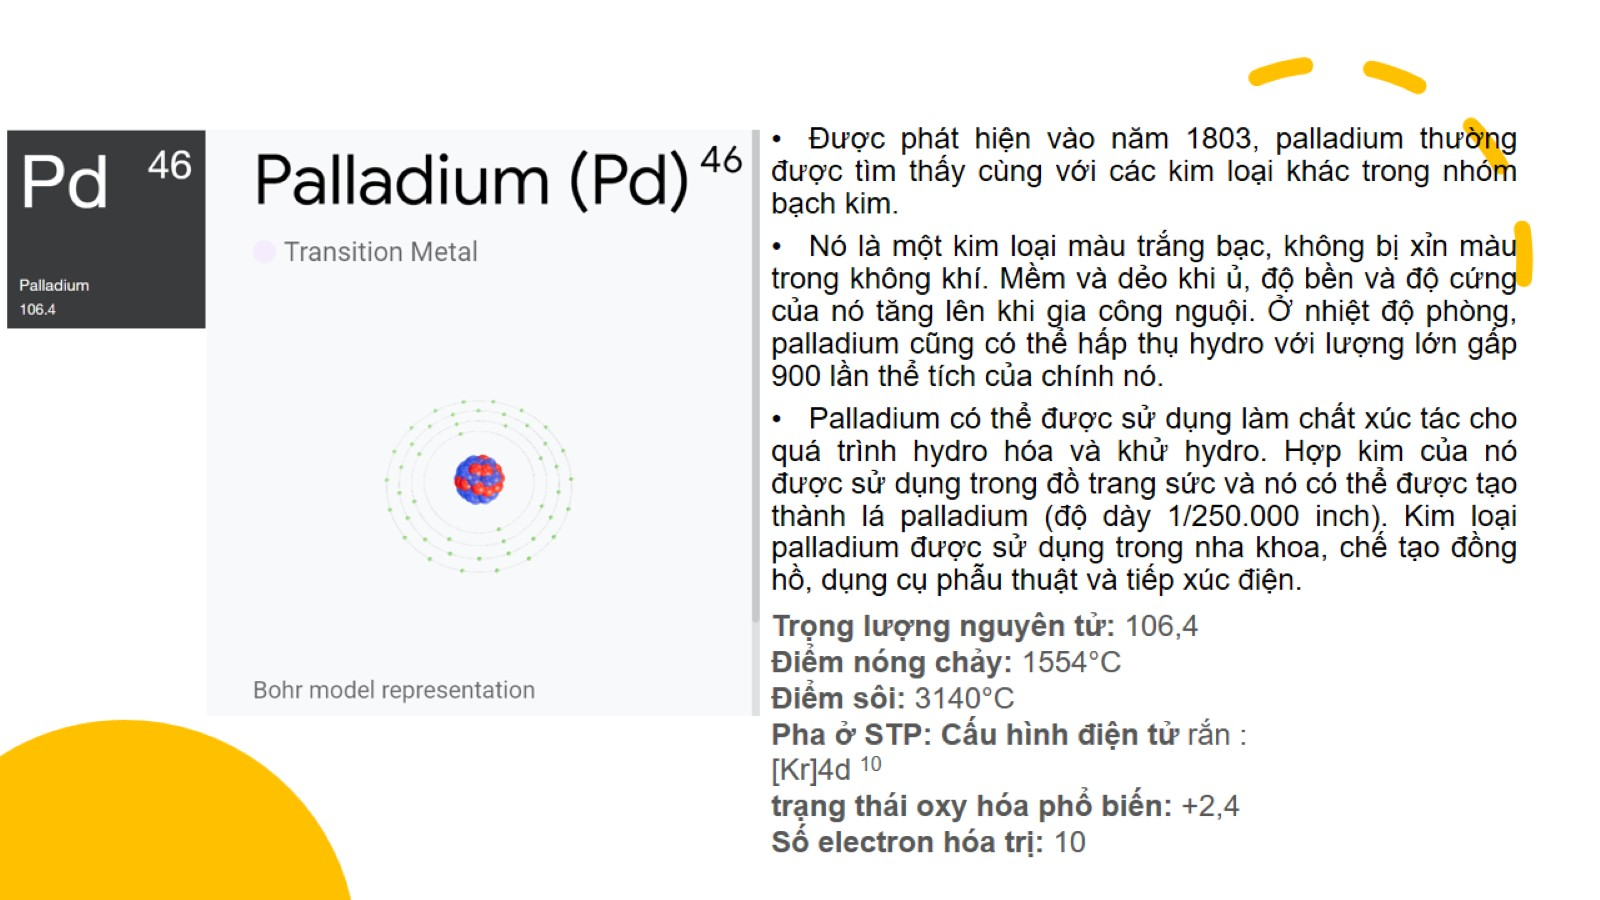 Pd 46
Palladium
106.4
Palladium (Pd) 46
Transition Metal
Bohr model representation
• Được phát hiện vào năm 1803, palladium thường
được tìm thấy cùng với các kim loại khác trong nhóm
bạch kim.
• Nó là một kim loại màu trắng bạc, không bị xỉn màu
trong không khí. Mềm và dẻo khi ủ, độ bền và độ cứng
của nó tăng lên khi gia công nguội. Ở nhiệt độ phòng,
palladium cũng có thể hấp thụ hydro với lượng lớn gấp
900 lần thể tích của chính nó.
• Palladium có thể được sử dụng làm chất xúc tác cho
quá trình hydro hóa và khử hydro. Hợp kim của nó
được sử dụng trong đồ trang sức và nó có thể được tạo
thành lá palladium (độ dày 1/250.000 inch). Kim loại
palladium được sử dụng trong nha khoa, chế tạo đồng
hồ, dụng cụ phẫu thuật và tiếp xúc điện.
Trọng lượng nguyên tử: 106,4
Điểm nóng chảy: 1554°C
Điểm sôi: 3140°C
Pha ở STP: Cấu hình điện tử rắn :
[Kr]4d 10
trạng thái oxy hóa phổ biến: +2,4
Số electron hóa trị: 10